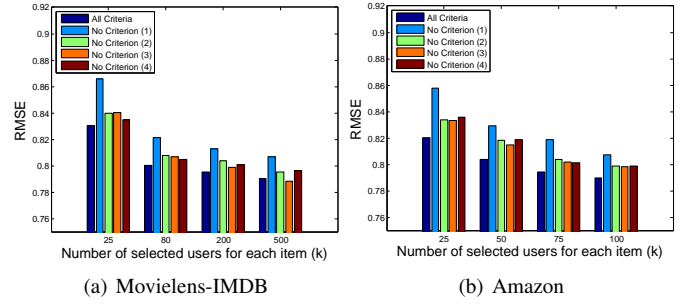 0.92
0.9
0.88
0.86
0.84
0.82
0.8
0.78
0.76
RMSE
All Criteria
No Criterion (1)
No Criterion (2)
No Criterion (3)
No Criterion (4)
25 80 200 500
Number of selected users for each item (k)
(a) Movielens-IMDB
0.92
0.9
0.88
0.86
0.84
0.82
0.8
0.78
0.76
RMSE
All Criteria
No Criterion (1)
No Criterion (2)
No Criterion (3)
No Criterion (4)
25 50 75 100
Number of selected users for each item (k)
(b) Amazon